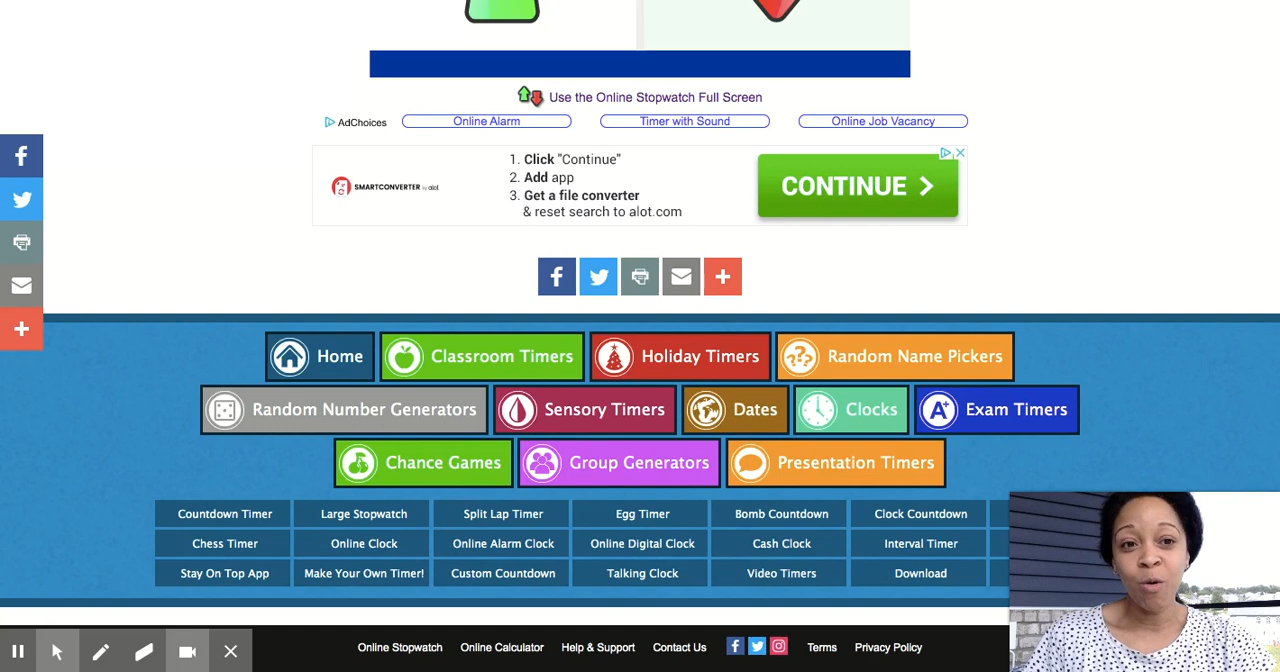 Use the Online Stopwatch Full Screen
AdChoices
Online Alarm
Timer with Sound
Online Job Vacancy
SMARTCONVERTER by alot
1. Click "Continue"
2. Add app
3. Get a file converter
& reset search to alot.com
CONTINUE
Home
Classroom Timers
Holiday Timers
Random Name Pickers
Random Number Generators
Sensory Timers
Dates
Clocks
A+ Exam Timers
Chance Games
Group Generators
Presentation Timers
Countdown Timer
Large Stopwatch
Split Lap Timer
Egg Timer
Bomb Countdown
Clock Countdown
Chess Timer
Online Clock
Online Alarm Clock
Online Digital Clock
Cash Clock
Interval Timer
Stay On Top App
Make Your Own Timer!
Custom Countdown
Talking Clock
Video Timers
Download
Online Stopwatch
Online Calculator
Help & Support
Contact Us
Terms
Privacy Policy